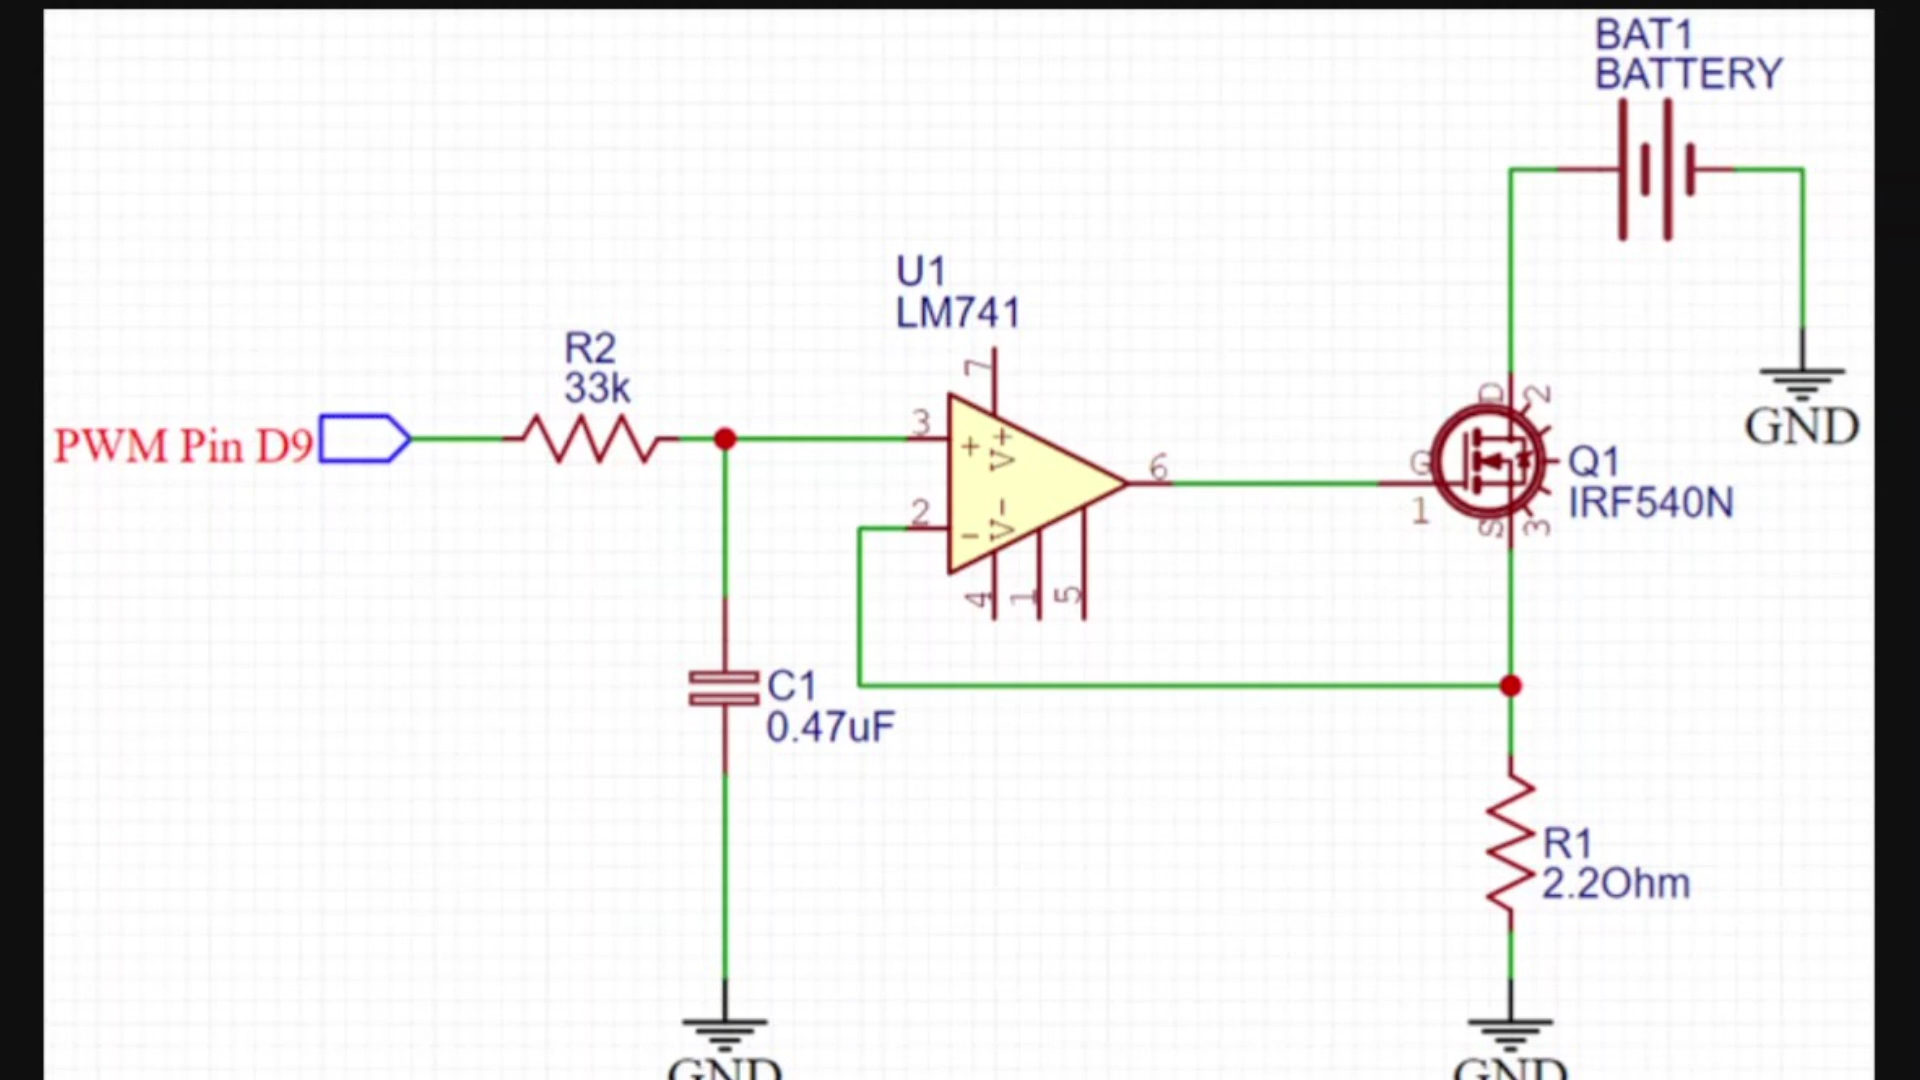 BAT1
BATTERY
U1
LM741
7
R2
33k
PWM Pin D9
3
+
V+
6
2
-
V-
4
1
5
D
2
G
1
Q1
IRF540N
S
3
GND
C1
0.47uF
R1
2.2Ohm
GND
GND